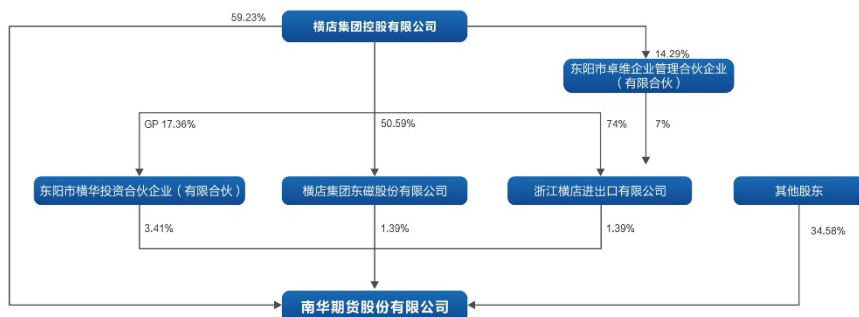 59.23%
横店集团控股有限公司
14.29%
东阳市卓维企业管理合伙企业
（有限合伙）
GP 17.36%
50.59%
74%
7%
东阳市横华投资合伙企业（有限合伙）
横店集团东磁股份有限公司
浙江横店进出口有限公司
其他股东
3.41%
1.39%
1.39%
34.58%
南华期货股份有限公司